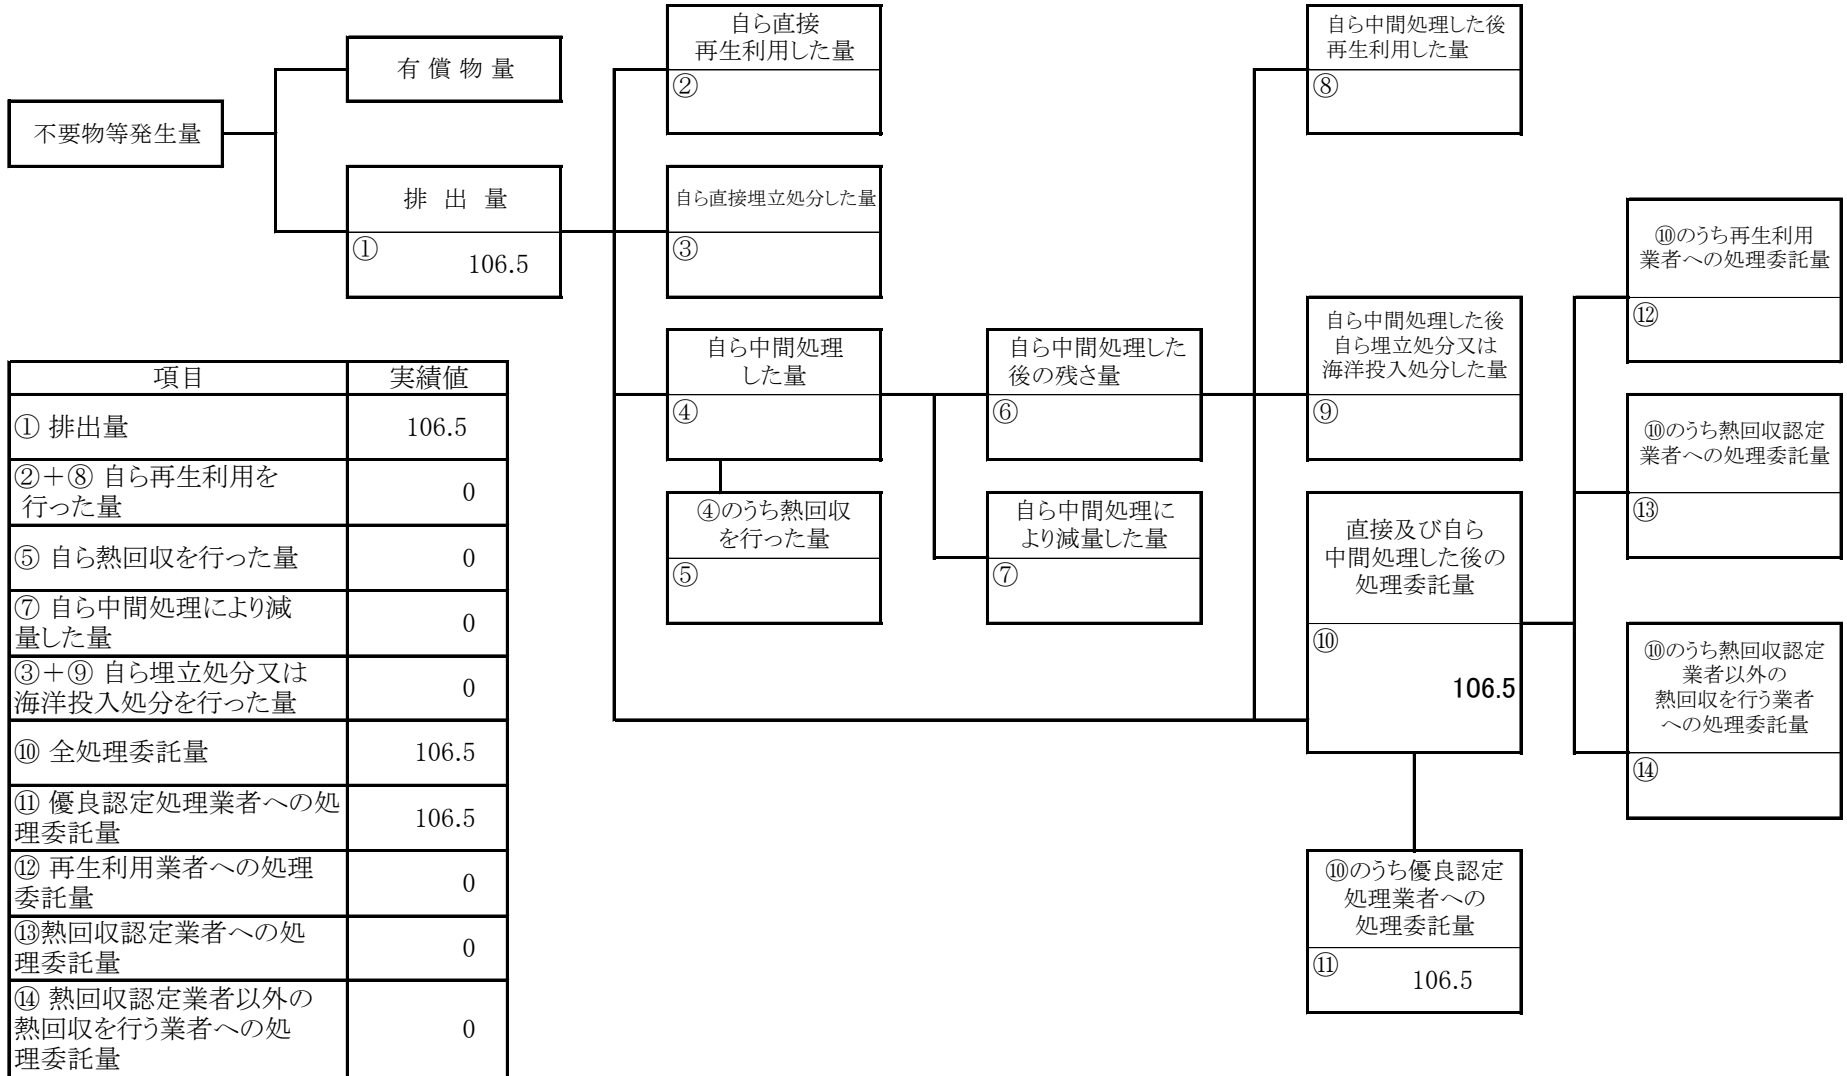 不要物等発生量
有 償 物 量
排 出 量
①
106.5
自ら直接
再生利用した量
②
自ら直接埋立処分した量
③
自ら中間処理
した量
④
④のうち熱回収
を行った量
⑤
自ら中間処理した
後の残さ量
⑥
自ら中間処理に
より減量した量
⑦
自ら中間処理した後
再生利用した量
⑧
自ら中間処理した後
自ら埋立処分又は
海洋投入処分した量
⑨
直接及び自ら
中間処理した後の
処理委託量
⑩
106.5
⑩のうち優良認定
処理業者への
処理委託量
⑪
106.5
⑩のうち再生利用
業者への処理委託量
⑫
⑩のうち熱回収認定
業者への処理委託量
⑬
⑩のうち熱回収認定
業者以外の
熱回収を行う業者
への処理委託量
⑭
項目 実績値
① 排出量 106.5
②+⑧ 自ら再生利用を
行った量 0
⑤ 自ら熱回収を行った量 0
⑦ 自ら中間処理により減
量した量 0
③+⑨ 自ら埋立処分又は
海洋投入処分を行った量 0
⑩ 全処理委託量 106.5
⑪ 優良認定処理業者への処
理委託量 106.5
⑫ 再生利用業者への処理
委託量 0
⑬熱回収認定業者への処
理委託量 0
⑭ 熱回収認定業者以外の
熱回収を行う業者への処
理委託量 0